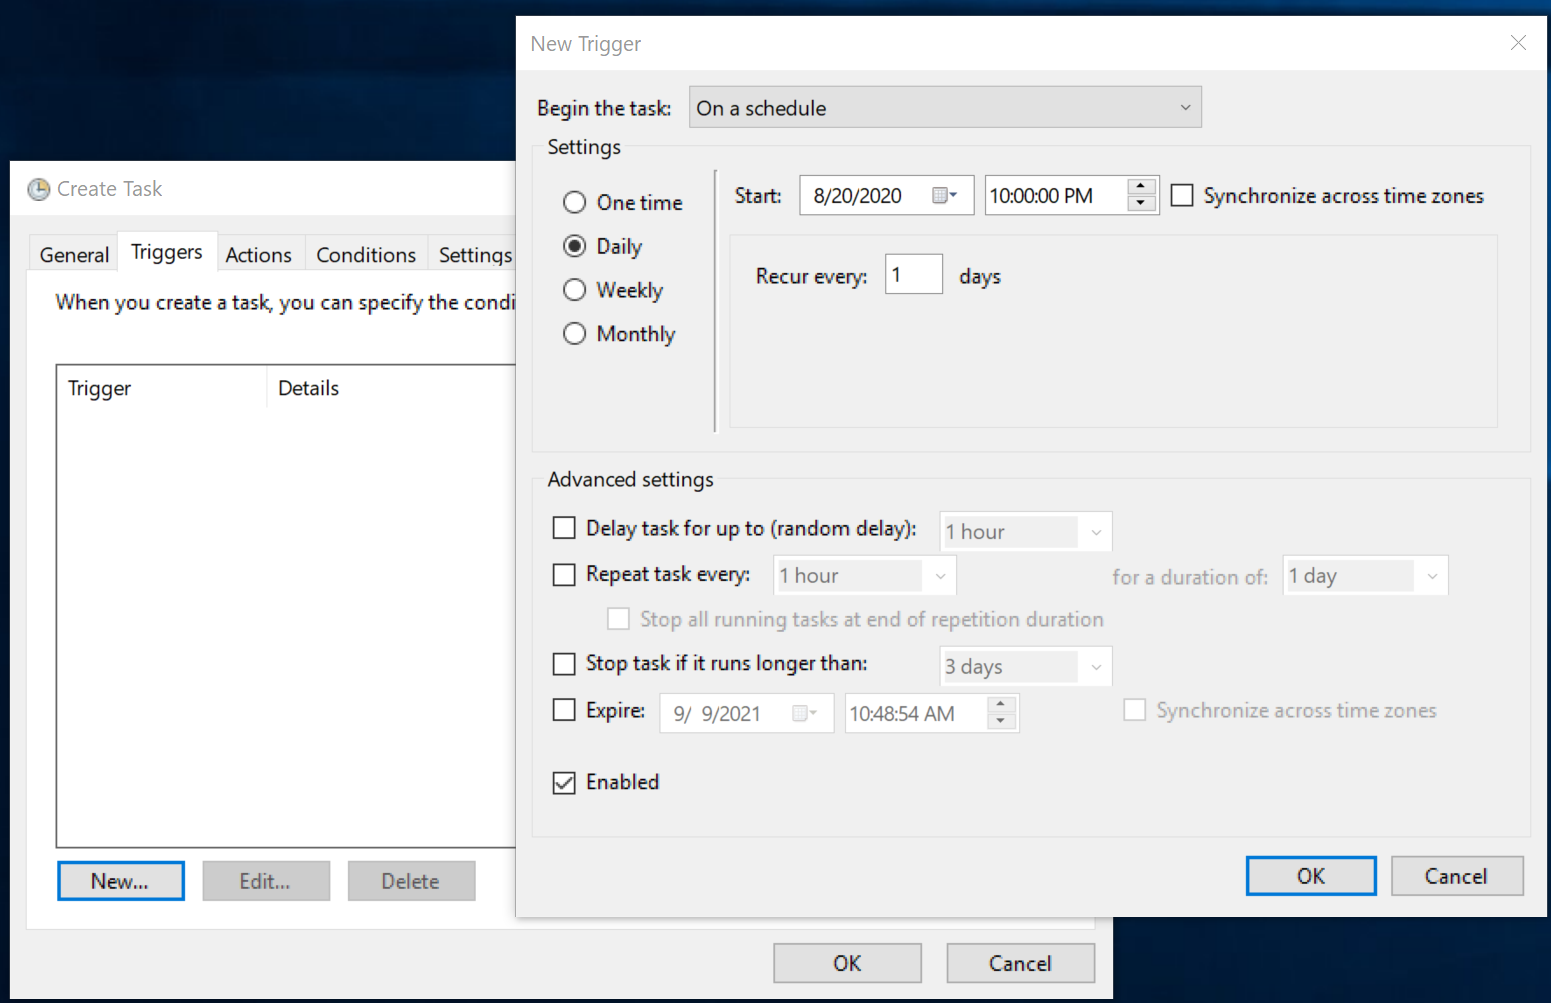 New Trigger
Begin the task: On a schedule
Settings
One time
Daily
Weekly
Monthly
Start: 8/20/2020 10:00:00 PM Synchronize across time zones
Recur every: 1 days
Advanced settings
Delay task for up to (random delay): 1 hour
Repeat task every: 1 hour for a duration of: 1 day
Stop all running tasks at end of repetition duration
Stop task if it runs longer than: 3 days
Expire: 9/ 9/2021 10:48:54 AM Synchronize across time zones
Enabled
OK Cancel
Create Task
General Triggers Actions Conditions Settings
When you create a task, you can specify the condi
Trigger Details
New... Edit... Delete
OK Cancel